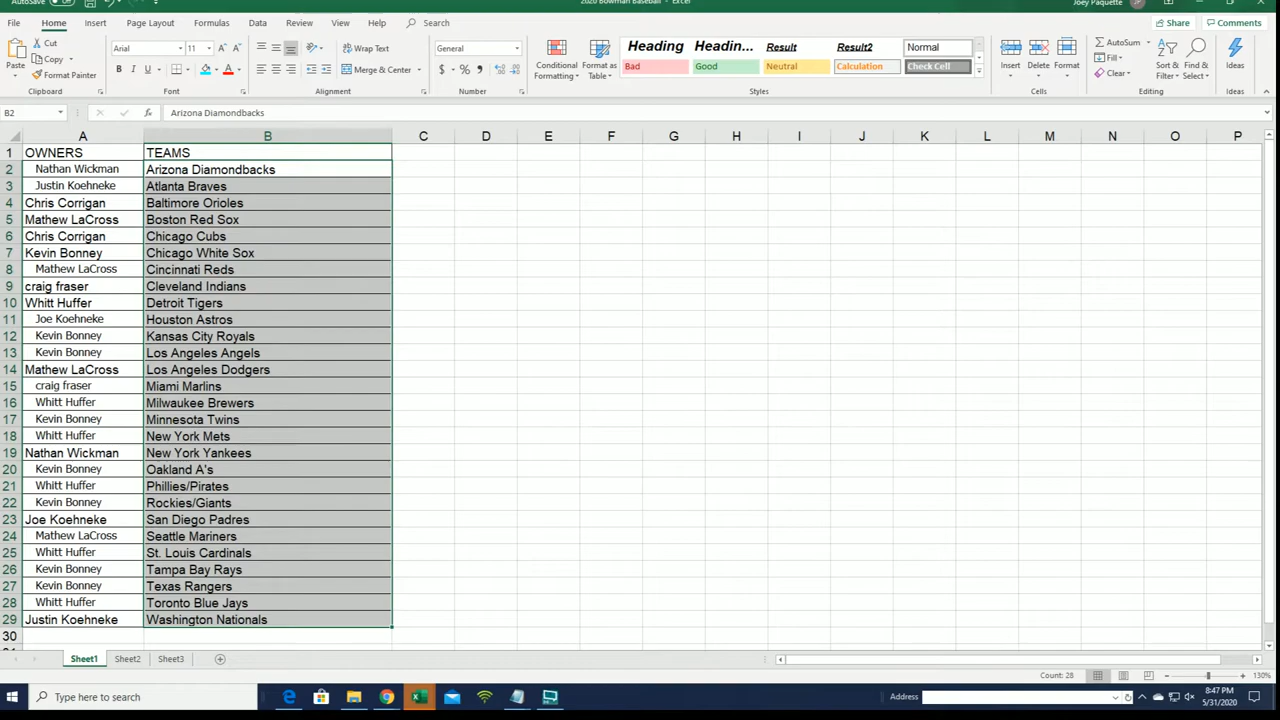 AutoSave
2020 Bowman Baseball - Excel
Joey Paquette
JP
File Home Insert Page Layout Formulas Data Review View Help Search Share Comments
Cut Arial 11 Wrap Text General Heading Headin... Result Result2 Normal AutoSum
Paste Copy B I U Merge & Center $ % Conditional Formatting Format as Table Bad Good Neutral Calculation Check Cell Insert Delete Format Fill Sort & Filter Find & Select Ideas
Format Painter Clear
Clipboard Font Alignment Number Styles Cells Editing Ideas
B2 fx Arizona Diamondbacks
A B C D E F G H I J K L M N O P
1 OWNERS TEAMS
2 Nathan Wickman Arizona Diamondbacks
3 Justin Koehneke Atlanta Braves
4 Chris Corrigan Baltimore Orioles
5 Mathew LaCross Boston Red Sox
6 Chris Corrigan Chicago Cubs
7 Kevin Bonney Chicago White Sox
8 Mathew LaCross Cincinnati Reds
9 craig fraser Cleveland Indians
10 Whitt Huffer Detroit Tigers
11 Joe Koehneke Houston Astros
12 Kevin Bonney Kansas City Royals
13 Kevin Bonney Los Angeles Angels
14 Mathew LaCross Los Angeles Dodgers
15 craig fraser Miami Marlins
16 Whitt Huffer Milwaukee Brewers
17 Kevin Bonney Minnesota Twins
18 Whitt Huffer New York Mets
19 Nathan Wickman New York Yankees
20 Kevin Bonney Oakland A's
21 Whitt Huffer Phillies/Pirates
22 Kevin Bonney Rockies/Giants
23 Joe Koehneke San Diego Padres
24 Mathew LaCross Seattle Mariners
25 Whitt Huffer St. Louis Cardinals
26 Kevin Bonney Tampa Bay Rays
27 Kevin Bonney Texas Rangers
28 Whitt Huffer Toronto Blue Jays
29 Justin Koehneke Washington Nationals
30
Sheet1 Sheet2 Sheet3
Count: 28 130%
Type here to search Address 8:47 PM
5/31/2020